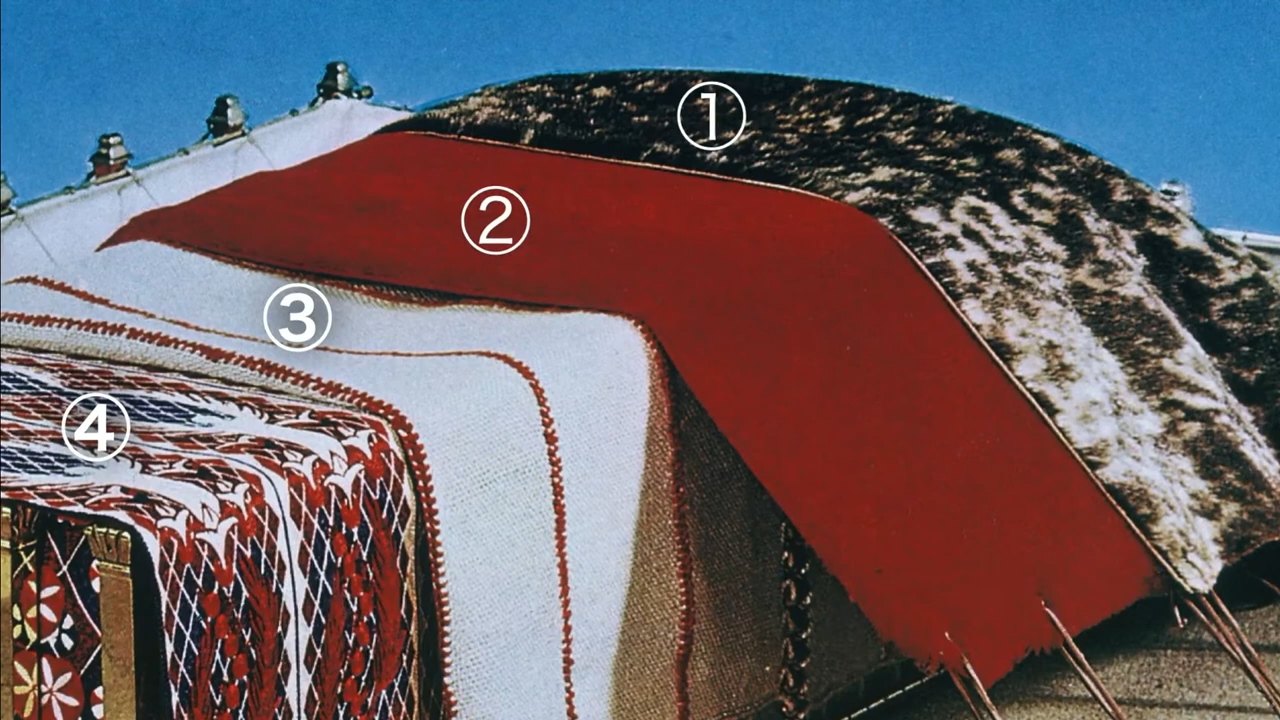 ①
②
③
④